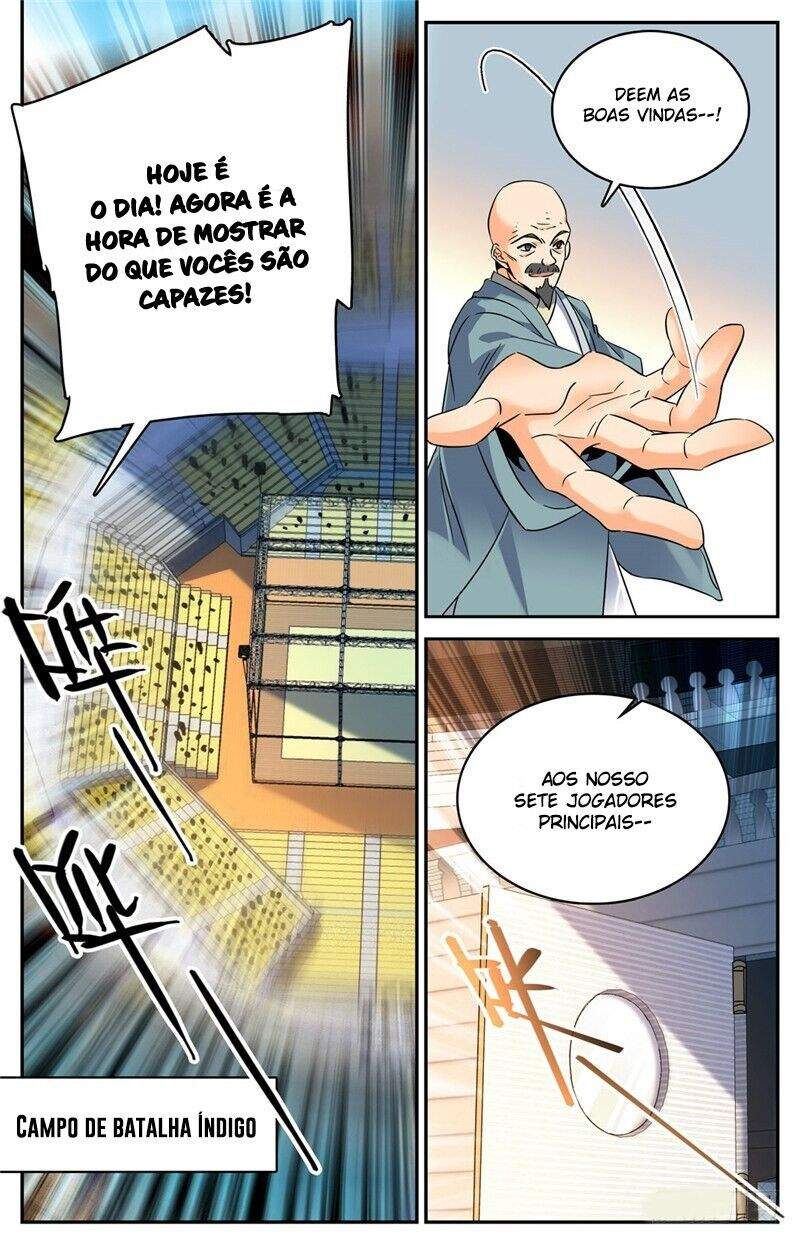 HOJE É
O DIA! AGORA É A
HORA DE MOSTRAR
DO QUE VOCÊS SÃO
CAPAZES!
CAMPO DE BATALHA ÍNDIGO
DEEM AS
BOAS VINDAS--!
AOS NOSSO
SETE JOGADORES
PRINCIPAIS--